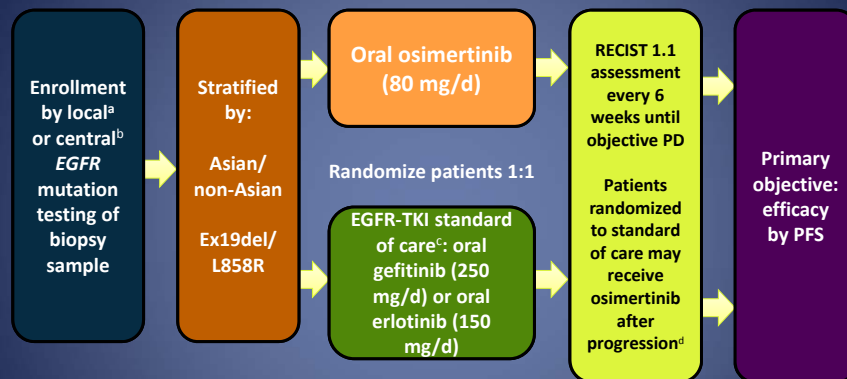 Enrollment
by localᵃ
or centralᵇ
EGFR
mutation
testing of
biopsy
sample
Stratified
by:
Asian/
non-Asian
Ex19del/
L858R
Oral osimertinib
(80 mg/d)
Randomize patients 1:1
EGFR-TKI standard
of careᶜ: oral
gefitinib (250
mg/d) or oral
erlotinib (150
mg/d)
RECIST 1.1
assessment
every 6
weeks until
objective PD
Patients
randomized
to standard
of care may
receive
osimertinib
after
progressionᵈ
Primary
objective:
efficacy
by PFS